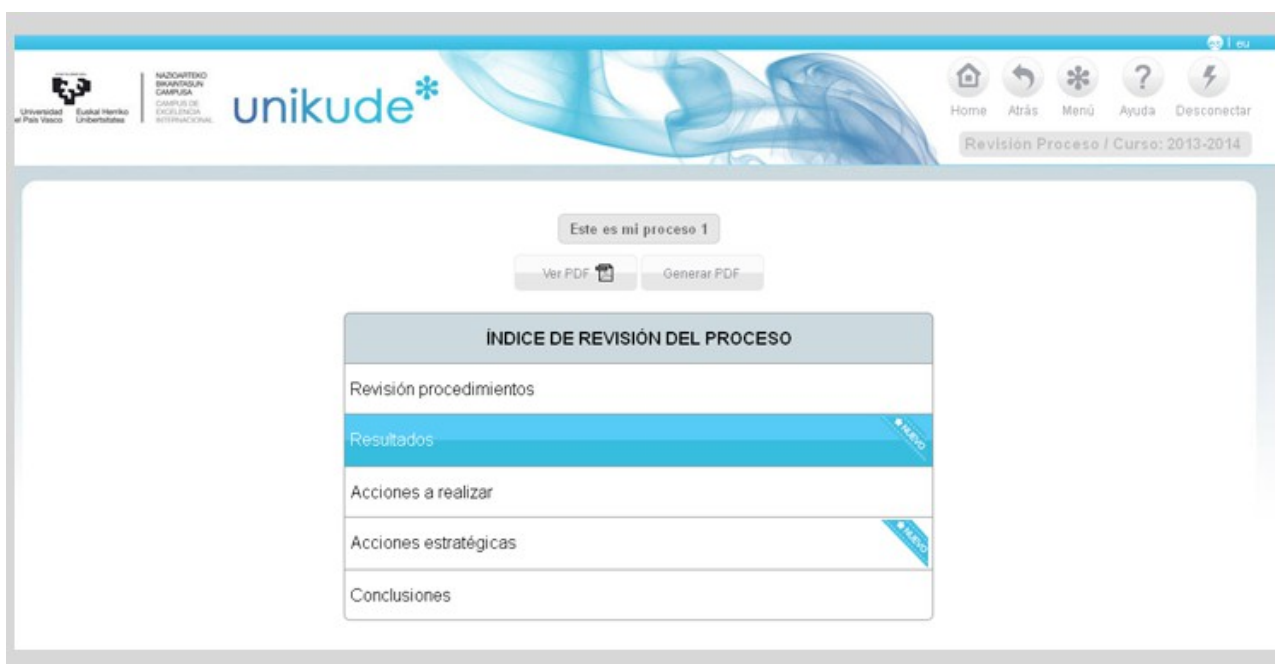 es | eu
Universidad
el País Vasco
Euskal Herriko
Unibertsitatea
NAZIOARTEKO
BIKAINTASUN
CAMPUSA
CAMPUS DE
EXCELENCIA
INTERNACIONAL
unikude*
Home Atrás Menú Ayuda Desconectar
Revisión Proceso / Curso: 2013-2014
Este es mi proceso 1
Ver PDF Generar PDF
ÍNDICE DE REVISIÓN DEL PROCESO
Revisión procedimientos
Resultados NUEVO
Acciones a realizar
Acciones estratégicas NUEVO
Conclusiones